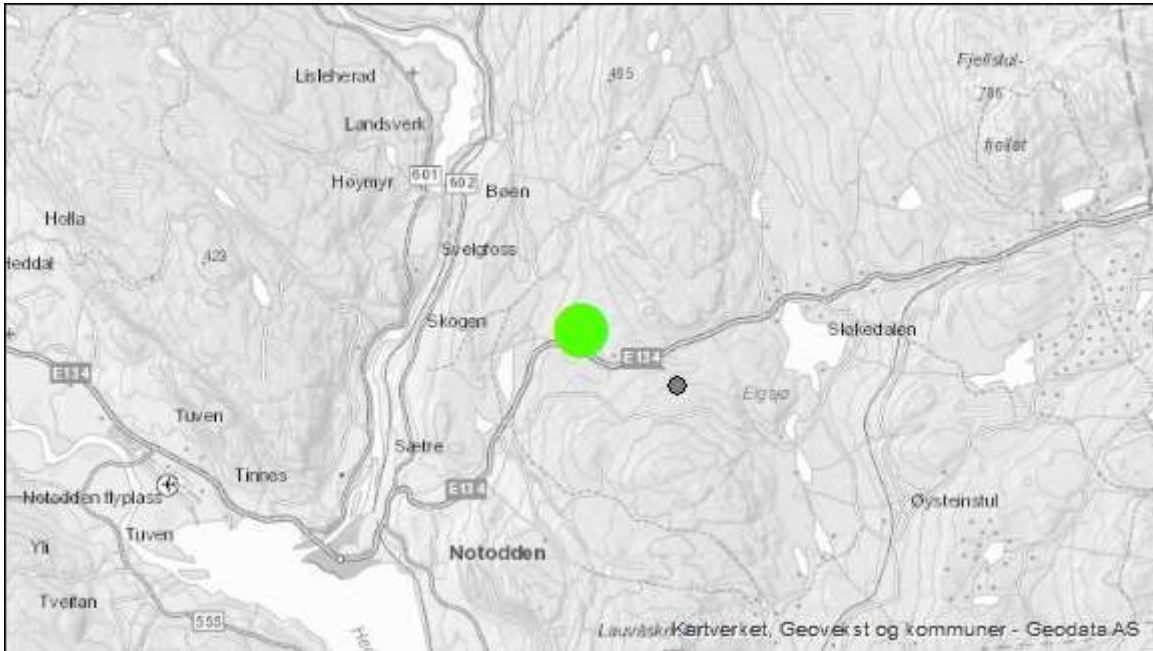 Lisleherad
495
Fjellstul-
786
fjellet
Landsverk
601
602
Høymyr
Bøen
Holla
Svelgfoss
423
Heddal
Skogen
Sløkedalen
E134
E134
Elgsjø
Tuven
Sætre
Tinnes
E134
Notodden flyplass
Øysteinstul
Tuven
Yli
Notodden
Tveitan
555
Kartverket, Geovekst og kommuner - Geodata AS